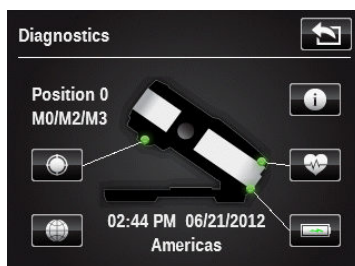 Diagnostics
Position 0
M0/M2/M3
02:44 PM 06/21/2012
Americas